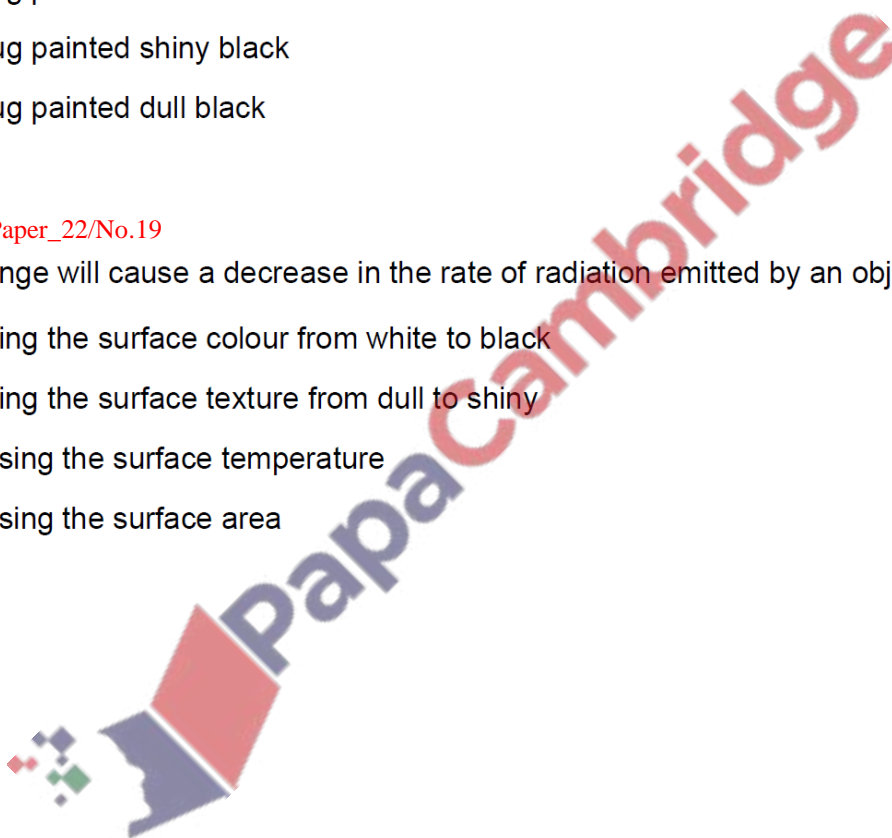 ug painted shiny black
ug painted dull black
Paper_22/No.19
nge will cause a decrease in the rate of radiation emitted by an obj
ing the surface colour from white to black
ing the surface texture from dull to shiny
sing the surface temperature
sing the surface area
PapaCambridge